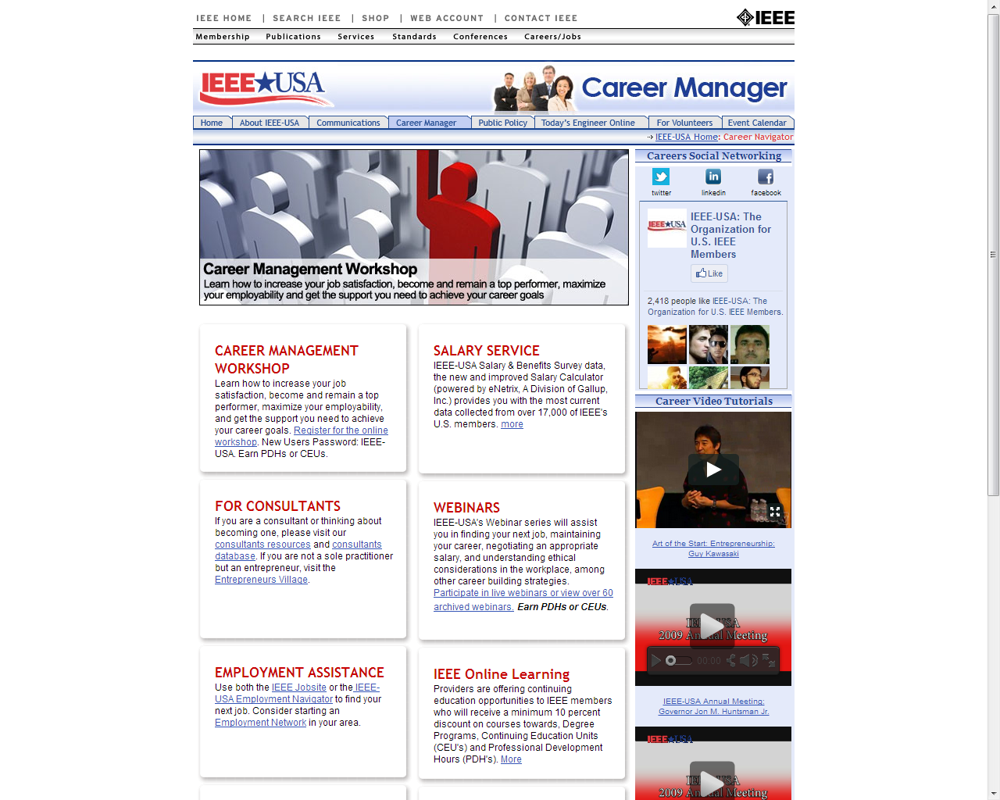 IEEE HOME | SEARCH IEEE | SHOP | WEB ACCOUNT | CONTACT IEEE
IEEE
Membership Publications Services Standards Conferences Careers/Jobs
IEEE★USA
Career Manager
Home About IEEE-USA Communications Career Manager Public Policy Today's Engineer Online For Volunteers Event Calendar
IEEE-USA Home: Career Navigator
Career Management Workshop
Learn how to increase your job satisfaction, become and remain a top performer, maximize
your employability and get the support you need to achieve your career goals
CAREER MANAGEMENT
WORKSHOP
Learn how to increase your job
satisfaction, become and remain a top
performer, maximize your employability,
and get the support you need to achieve
your career goals. Register for the online
workshop. New Users Password: IEEE-
USA. Earn PDHs or CEUs.
SALARY SERVICE
IEEE-USA Salary & Benefits Survey data,
the new and improved Salary Calculator
(powered by eNetrix, A Division of Gallup,
Inc.) provides you with the most current
data collected from over 17,000 of IEEE's
U.S. members. more
FOR CONSULTANTS
If you are a consultant or thinking about
becoming one, please visit our
consultants resources and consultants
database. If you are not a sole practitioner
but an entrepreneur, visit the
Entrepreneurs Village.
WEBINARS
IEEE-USA's Webinar series will assist
you in finding your next job, maintaining
your career, negotiating an appropriate
salary, and understanding ethical
considerations in the workplace, among
other career building strategies.
Participate in live webinars or view over 60
archived webinars. Earn PDHs or CEUs.
EMPLOYMENT ASSISTANCE
Use both the IEEE Jobsite or the IEEE-
USA Employment Navigator to find your
next job. Consider starting an
Employment Network in your area.
IEEE Online Learning
Providers are offering continuing
education opportunities to IEEE members
who will receive a minimum 10 percent
discount on courses towards, Degree
Programs, Continuing Education Units
(CEU's) and Professional Development
Hours (PDH's). More
Careers Social Networking
twitter linkedin facebook
IEEE★USA
IEEE-USA: The
Organization for
U.S. IEEE
Members
Like
2,418 people like IEEE-USA: The
Organization for U.S. IEEE Members.
Career Video Tutorials
Art of the Start: Entrepreneurship:
Guy Kawasaki
IEEE★USA
IEEE-USA
2009 Annual Meeting
00:00
IEEE-USA Annual Meeting:
Governor Jon M. Huntsman Jr.
IEEE★USA
IEEE-USA
2009 Annual Meeting